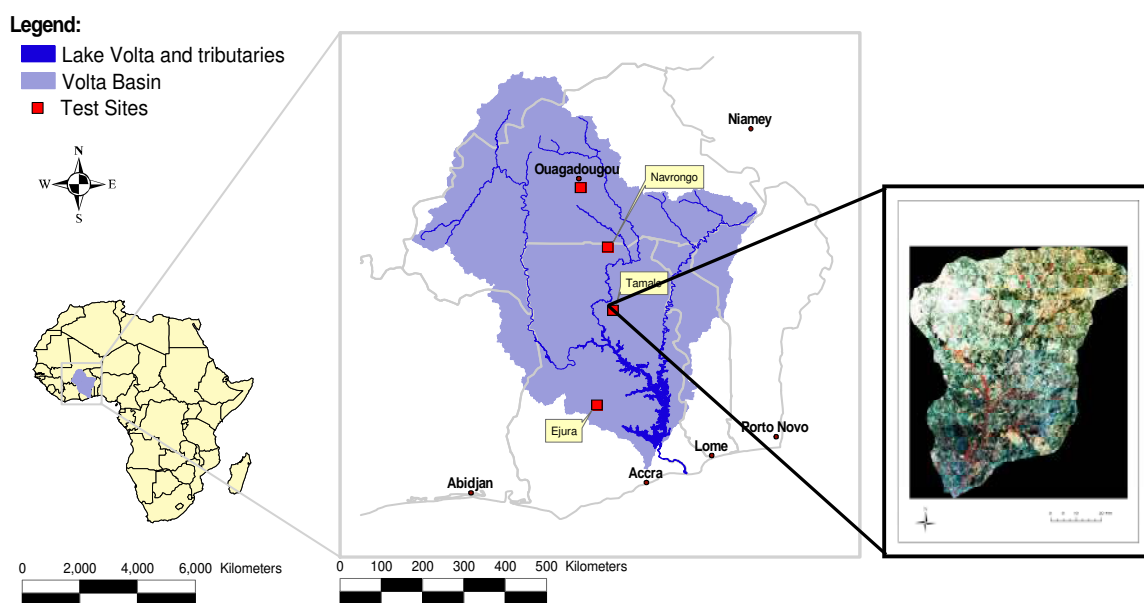 Legend:
Lake Volta and tributaries
Volta Basin
Test Sites
N
W E
S
Niamey
Ouagadougou
Navrongo
Tamale
Ejura
Porto Novo
Lome
Accra
Abidjan
0 2,000 4,000 6,000 Kilometers
0 100 200 300 400 500 Kilometers
N